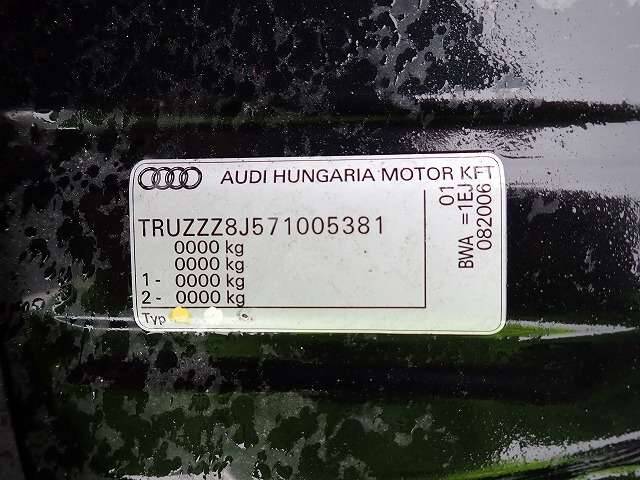 AUDI HUNGARIA MOTOR KFT
TRUZZZ8J571005381
0000 kg
0000 kg
1 - 0000 kg
2 - 0000 kg
Typ
BWA =1EJ 01
082006